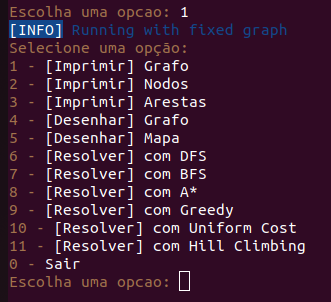 Escolha uma opcao: 1
[INFO] Running with fixed graph
Selecione uma opção:
1 - [Imprimir] Grafo
2 - [Imprimir] Nodos
3 - [Imprimir] Arestas
4 - [Desenhar] Grafo
5 - [Desenhar] Mapa
6 - [Resolver] com DFS
7 - [Resolver] com BFS
8 - [Resolver] com A*
9 - [Resolver] com Greedy
10 - [Resolver] com Uniform Cost
11 - [Resolver] com Hill Climbing
0 - Sair
Escolha uma opcao: